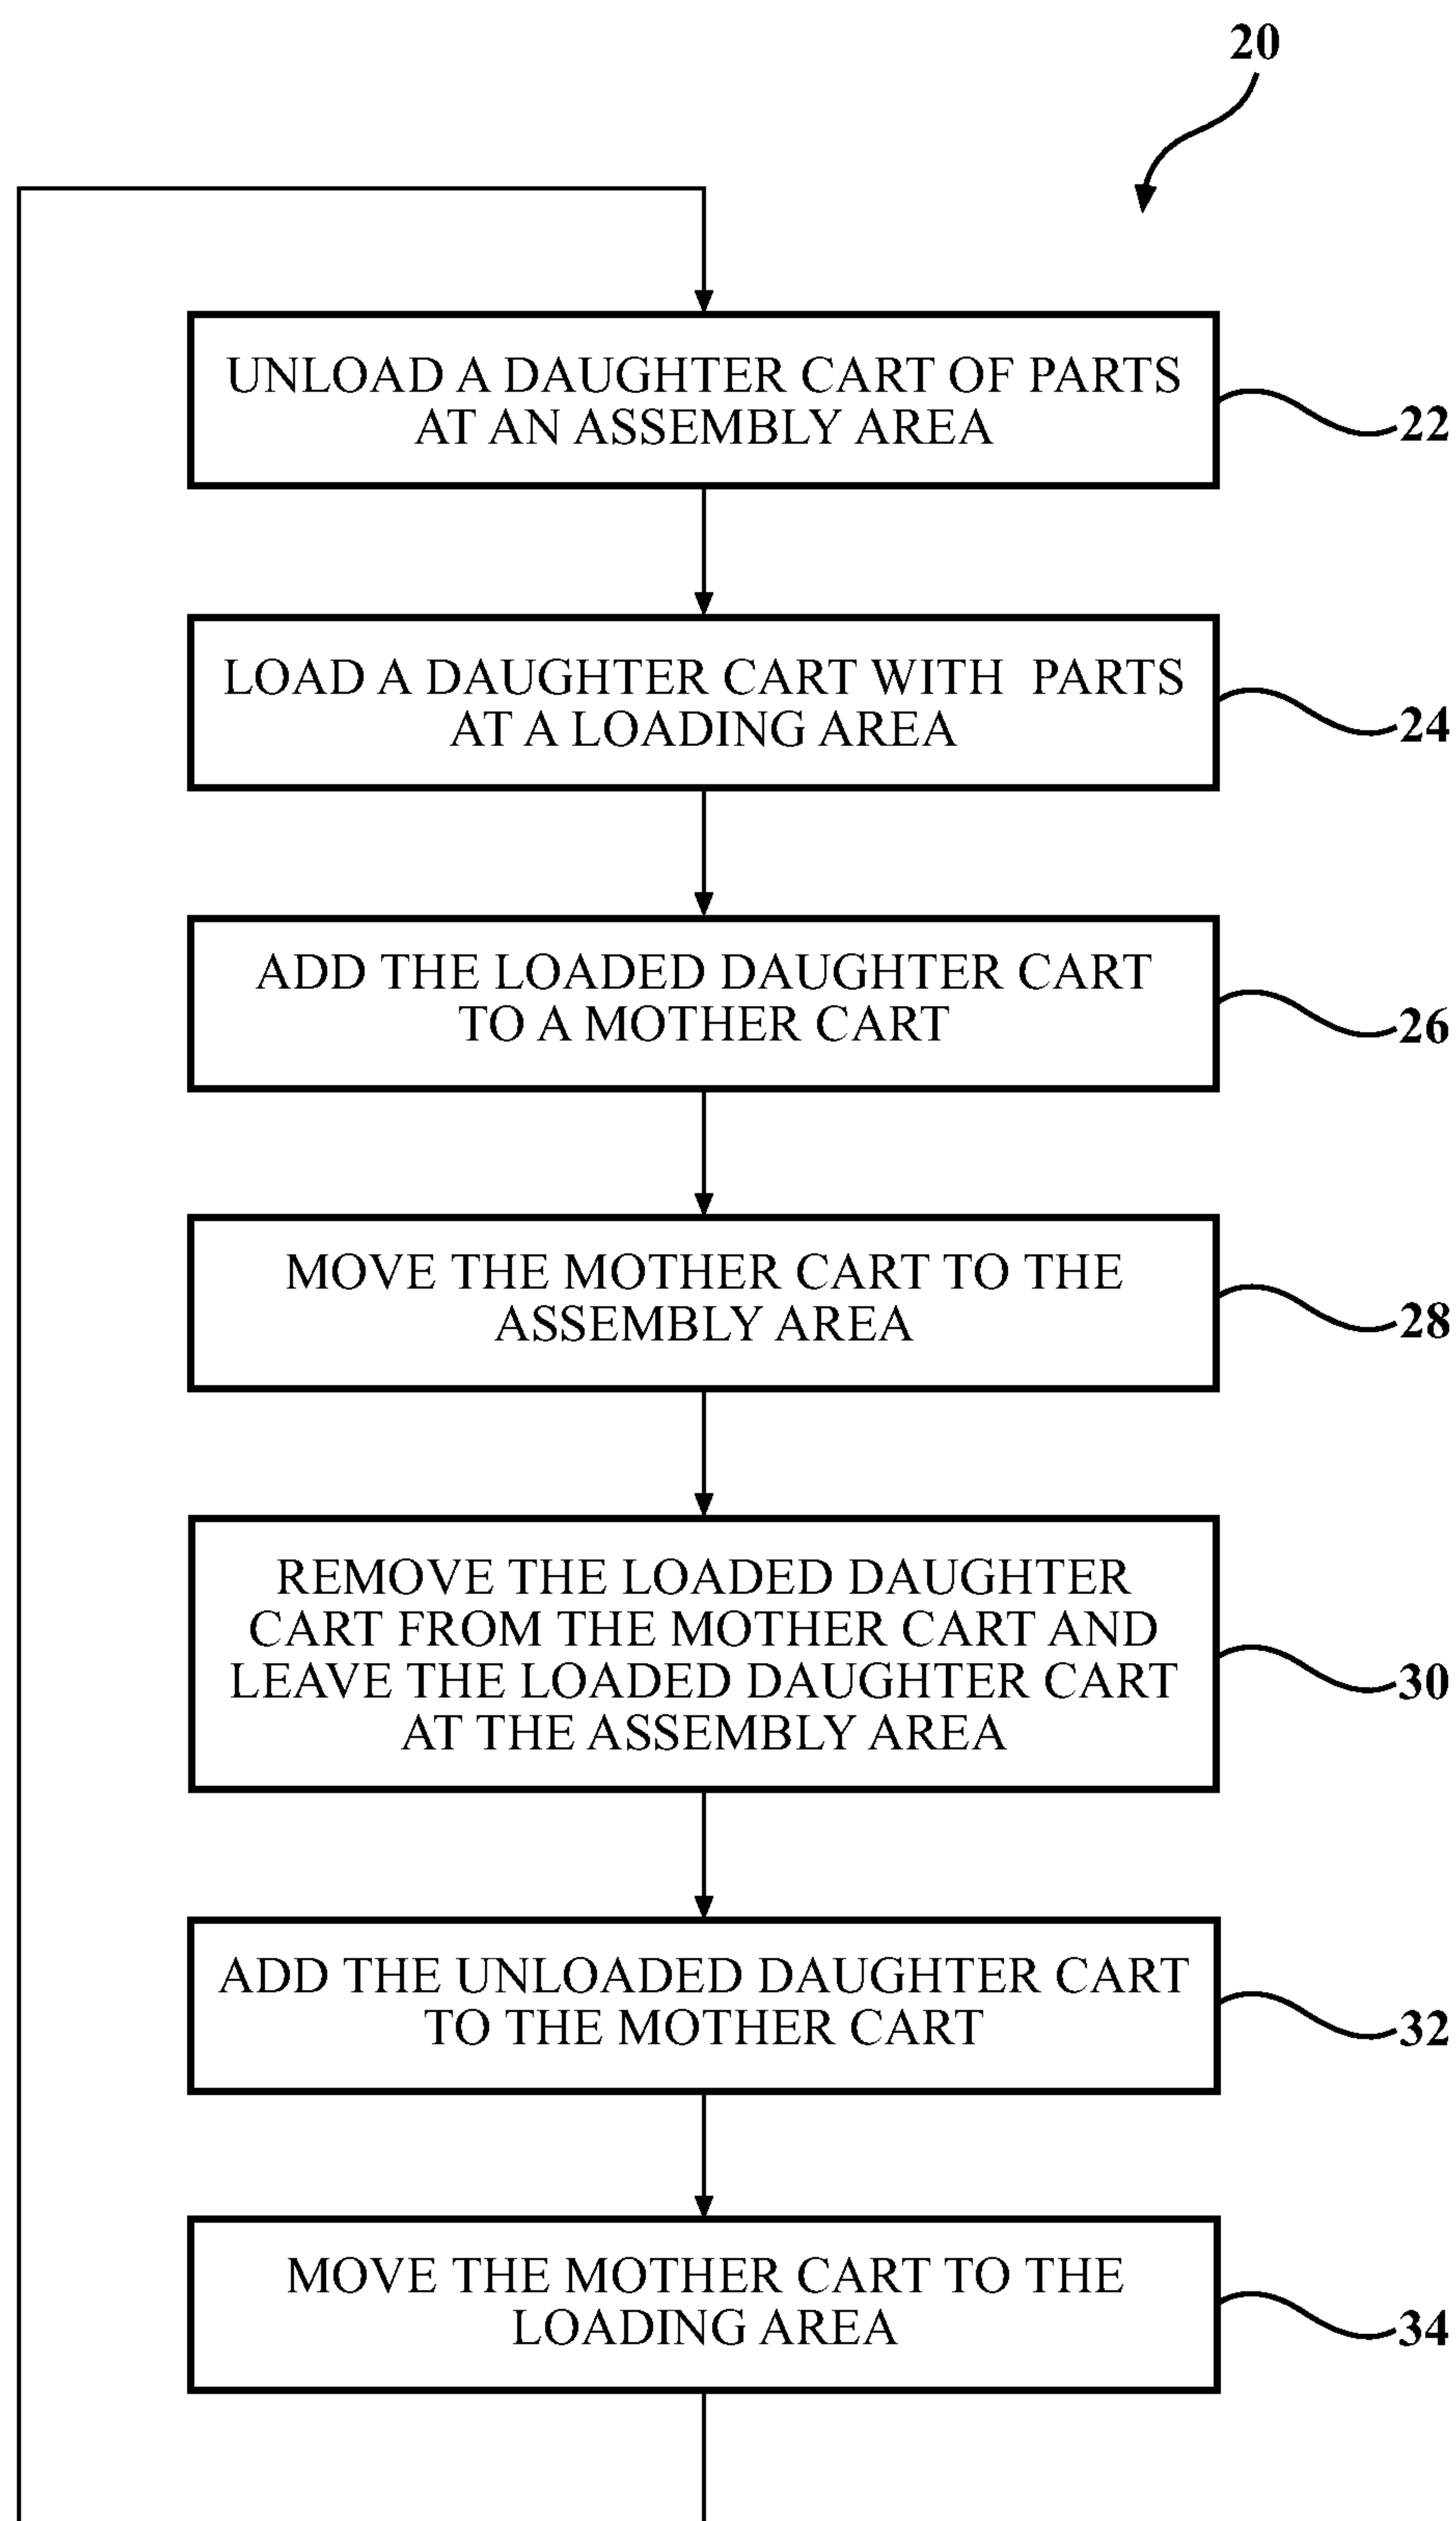 20
UNLOAD A DAUGHTER CART OF PARTS
AT AN ASSEMBLY AREA
22
LOAD A DAUGHTER CART WITH PARTS
AT A LOADING AREA
24
ADD THE LOADED DAUGHTER CART
TO A MOTHER CART
26
MOVE THE MOTHER CART TO THE
ASSEMBLY AREA
28
REMOVE THE LOADED DAUGHTER
CART FROM THE MOTHER CART AND
LEAVE THE LOADED DAUGHTER CART
AT THE ASSEMBLY AREA
30
ADD THE UNLOADED DAUGHTER CART
TO THE MOTHER CART
32
MOVE THE MOTHER CART TO THE
LOADING AREA
34